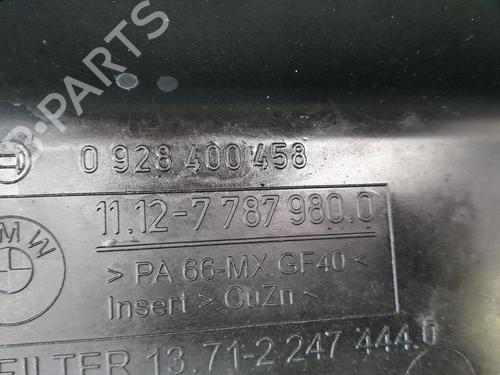 B-PARTS
0 928 400 458
11.12-7 787 980.0
BMW
> PA 66-MX GF40 <
Insert > CuZn <
FILTER 13.71-2 247 444.0